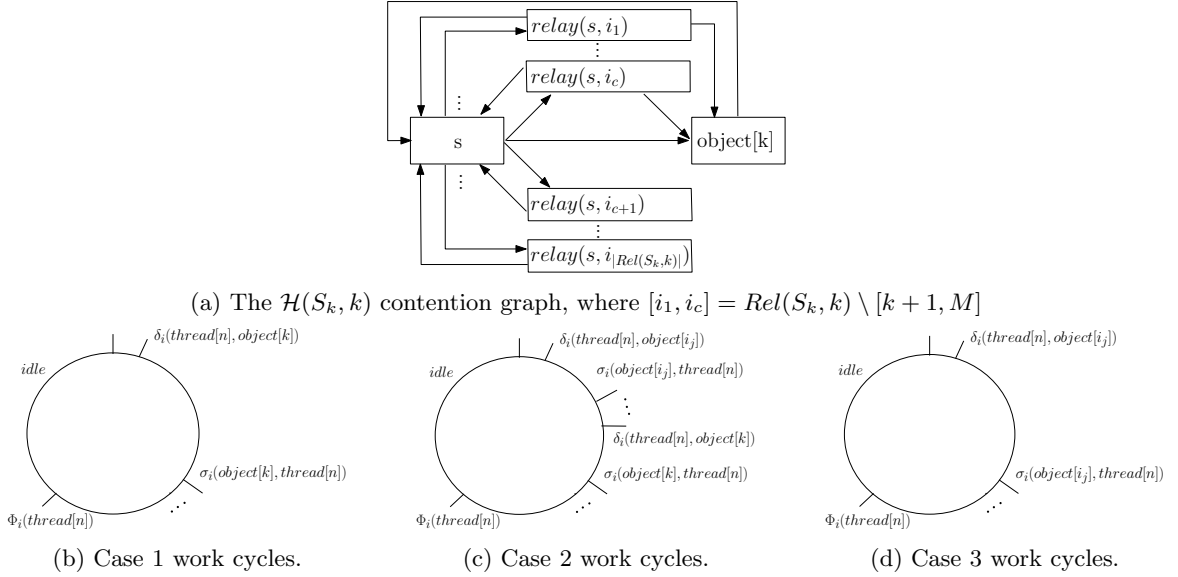 relay(s, i_1)
⋮
relay(s, i_c)
⋮
s
object[k]
⋮
relay(s, i_{c+1})
⋮
relay(s, i_{|Rel(S_k,k)|})
(a) The ℋ(S_k, k) contention graph, where [i_1, i_c] = Rel(S_k, k) \ [k + 1, M]
δ_i(thread[n], object[k])
idle
σ_i(object[k], thread[n])
⋮
Φ_i(thread[n])
(b) Case 1 work cycles.
δ_i(thread[n], object[i_j])
idle
σ_i(object[i_j], thread[n])
⋮
δ_i(thread[n], object[k])
σ_i(object[k], thread[n])
⋮
Φ_i(thread[n])
(c) Case 2 work cycles.
δ_i(thread[n], object[i_j])
idle
σ_i(object[i_j], thread[n])
⋮
Φ_i(thread[n])
(d) Case 3 work cycles.